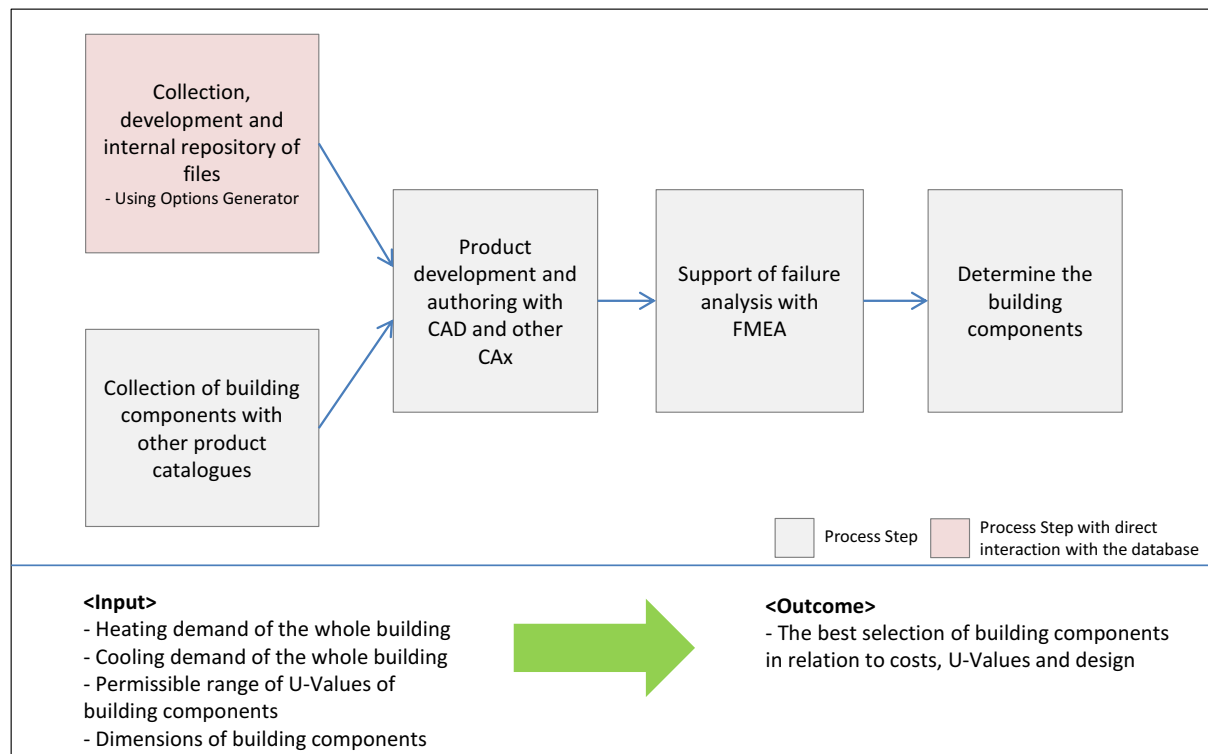 Collection,
development and
internal repository of
files
- Using Options Generator
Collection of building
components with
other product
catalogues
Product
development and
authoring with
CAD and other
CAx
Support of failure
analysis with
FMEA
Determine the
building
components
Process Step
Process Step with direct
interaction with the database
<Input>
- Heating demand of the whole building
- Cooling demand of the whole building
- Permissible range of U-Values of
building components
- Dimensions of building components
<Outcome>
- The best selection of building components
in relation to costs, U-Values and design